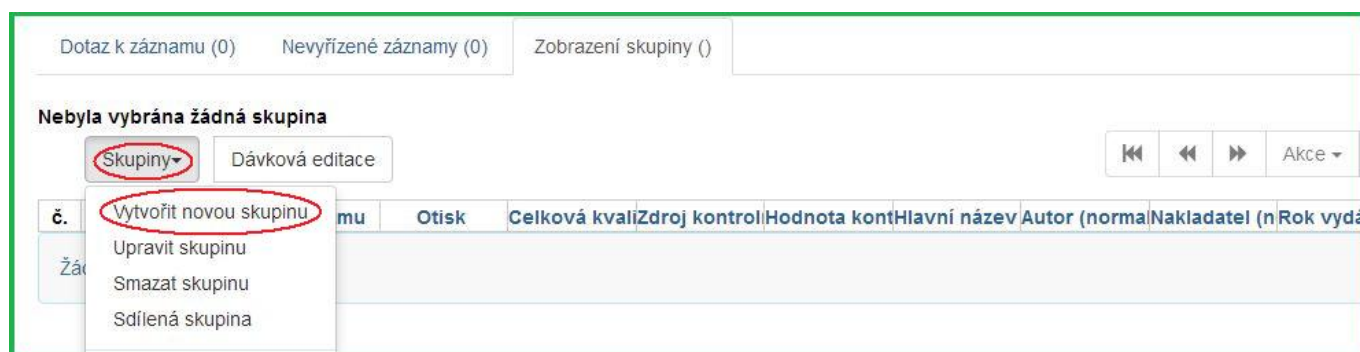 Dotaz k záznamu (0) Nevyřízené záznamy (0) Zobrazení skupiny ()
Nebyla vybrána žádná skupina
Skupiny Dávková editace Akce
č. mu Otisk Celková kvali Zdroj kontrol Hodnota kont Hlavní název Autor (norma Nakladatel (n Rok vydá
Vytvořit novou skupinu
Upravit skupinu
Žá
Smazat skupinu
Sdílená skupina